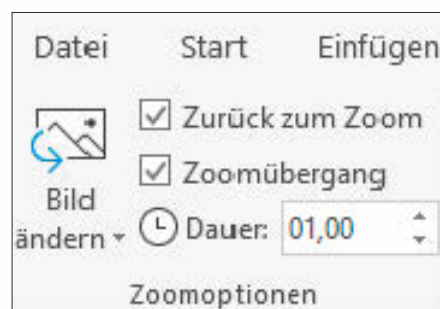 Datei Start Einfügen
Zurück zum Zoom
Zoomübergang
Bild
ändern
Dauer: 01,00
Zoomoptionen